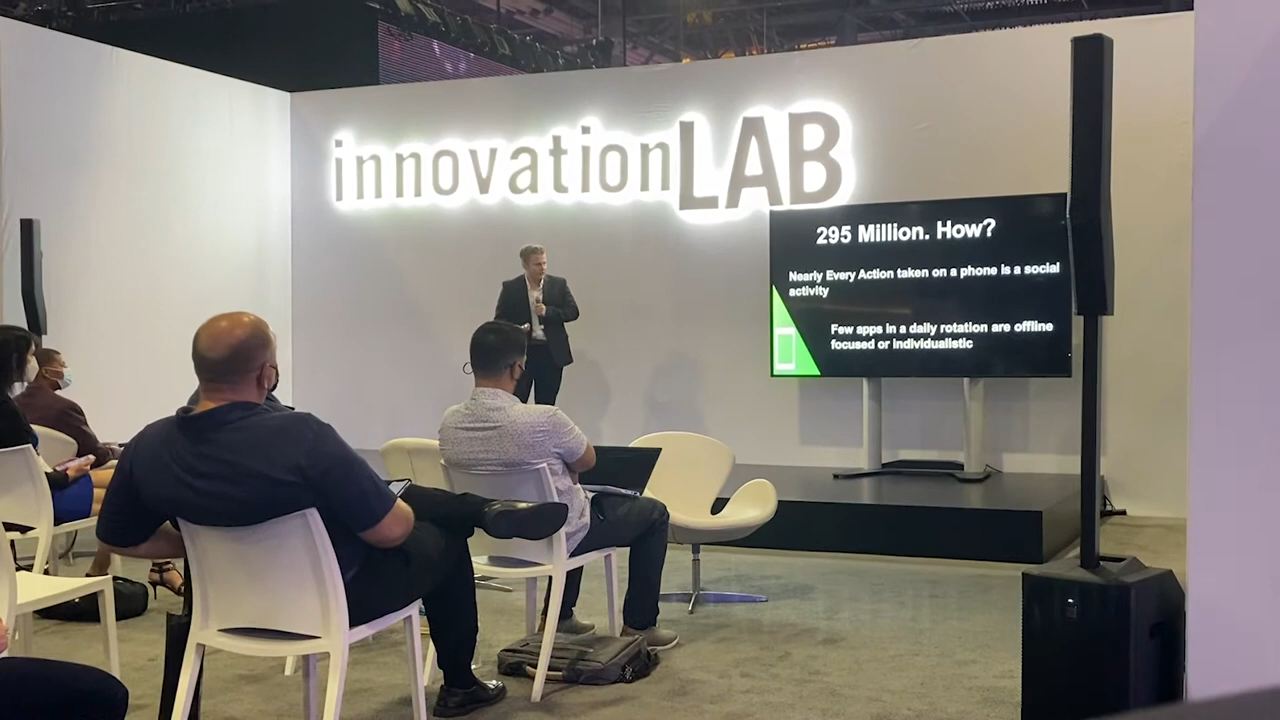 innovationLAB
295 Million. How?
Nearly Every Action taken on a phone is a social
activity
Few apps in a daily rotation are offline
focused or individualistic